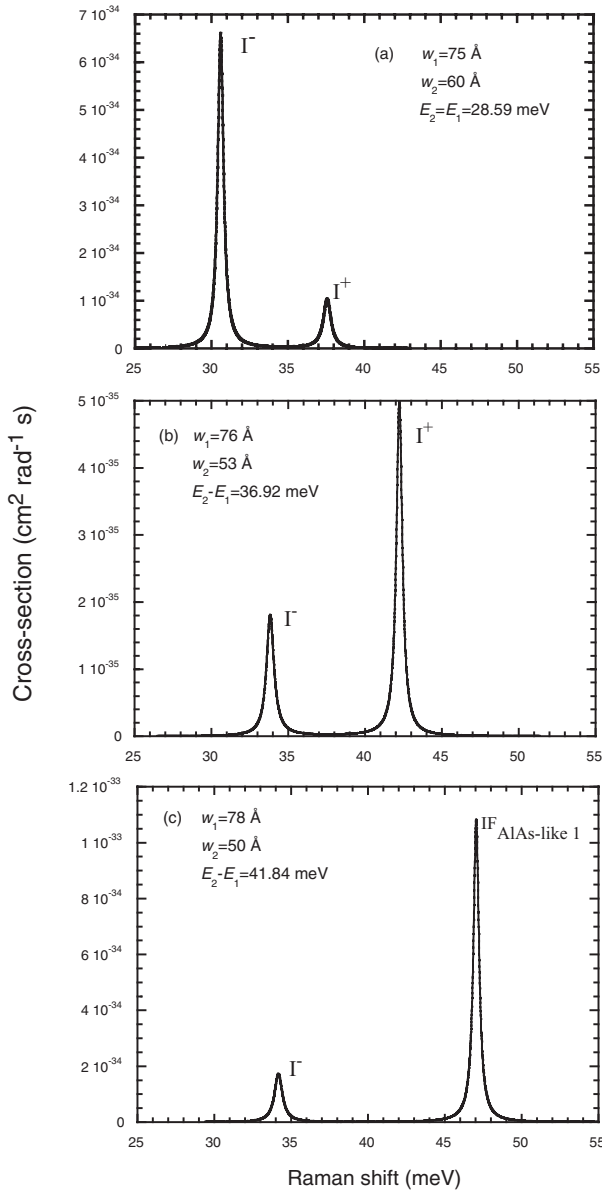 7 10⁻³⁴
6 10⁻³⁴
5 10⁻³⁴
4 10⁻³⁴
3 10⁻³⁴
2 10⁻³⁴
1 10⁻³⁴
0
I⁻
I⁺
(a)
w₁=75 Å
w₂=60 Å
E₂=E₁=28.59 meV
25 30 35 40 45 50 55
Cross-section (cm² rad⁻¹ s)
5 10⁻³⁵
4 10⁻³⁵
3 10⁻³⁵
2 10⁻³⁵
1 10⁻³⁵
0
(b)
w₁=76 Å
w₂=53 Å
E₂-E₁=36.92 meV
I⁺
I⁻
25 30 35 40 45 50 55
1.2 10⁻³³
1 10⁻³³
8 10⁻³⁴
6 10⁻³⁴
4 10⁻³⁴
2 10⁻³⁴
0
(c)
w₁=78 Å
w₂=50 Å
E₂-E₁=41.84 meV
IF AlAs-like 1
I⁻
25 30 35 40 45 50 55
Raman shift (meV)